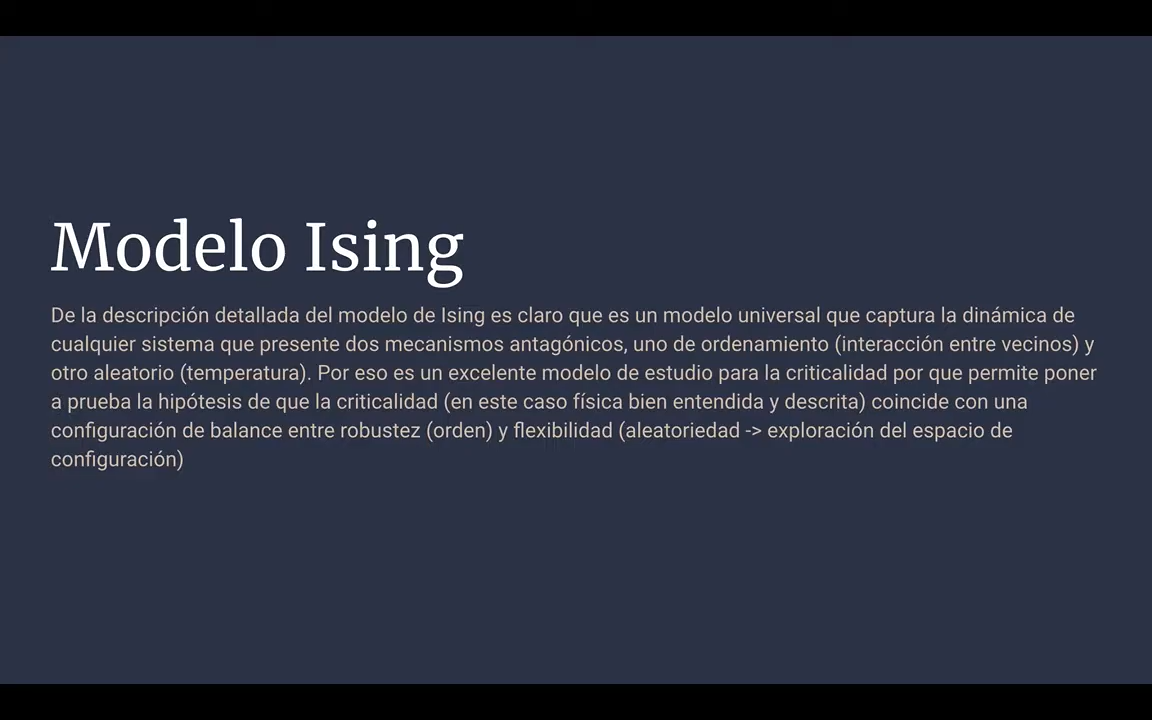 Modelo Ising
De la descripción detallada del modelo de Ising es claro que es un modelo universal que captura la dinámica de
cualquier sistema que presente dos mecanismos antagónicos, uno de ordenamiento (interacción entre vecinos) y
otro aleatorio (temperatura). Por eso es un excelente modelo de estudio para la criticalidad por que permite poner
a prueba la hipótesis de que la criticalidad (en este caso física bien entendida y descrita) coincide con una
configuración de balance entre robustez (orden) y flexibilidad (aleatoriedad -> exploración del espacio de
configuración)